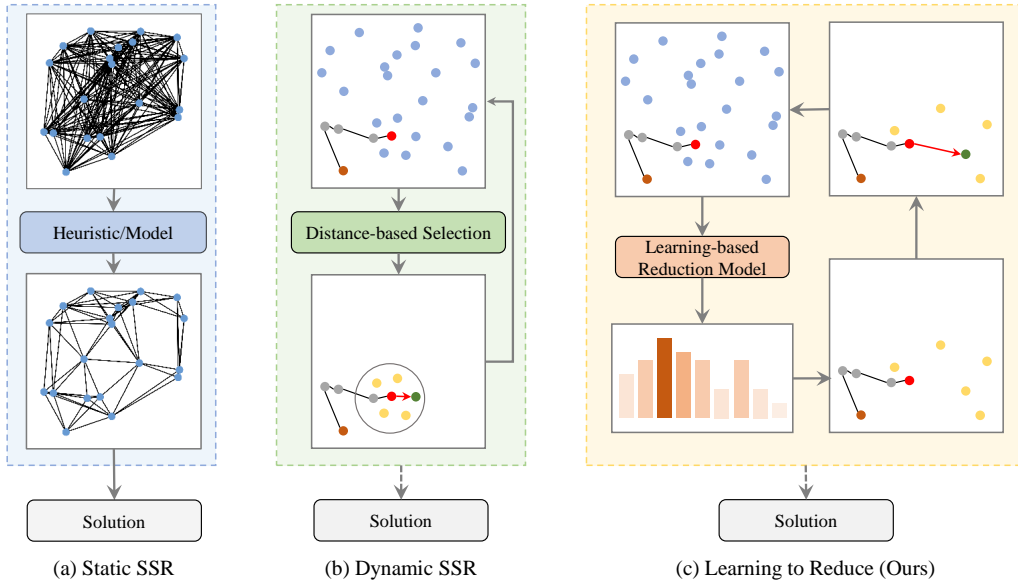 Heuristic/Model
Solution
(a) Static SSR
Distance-based Selection
Solution
(b) Dynamic SSR
Learning-based
Reduction Model
Solution
(c) Learning to Reduce (Ours)